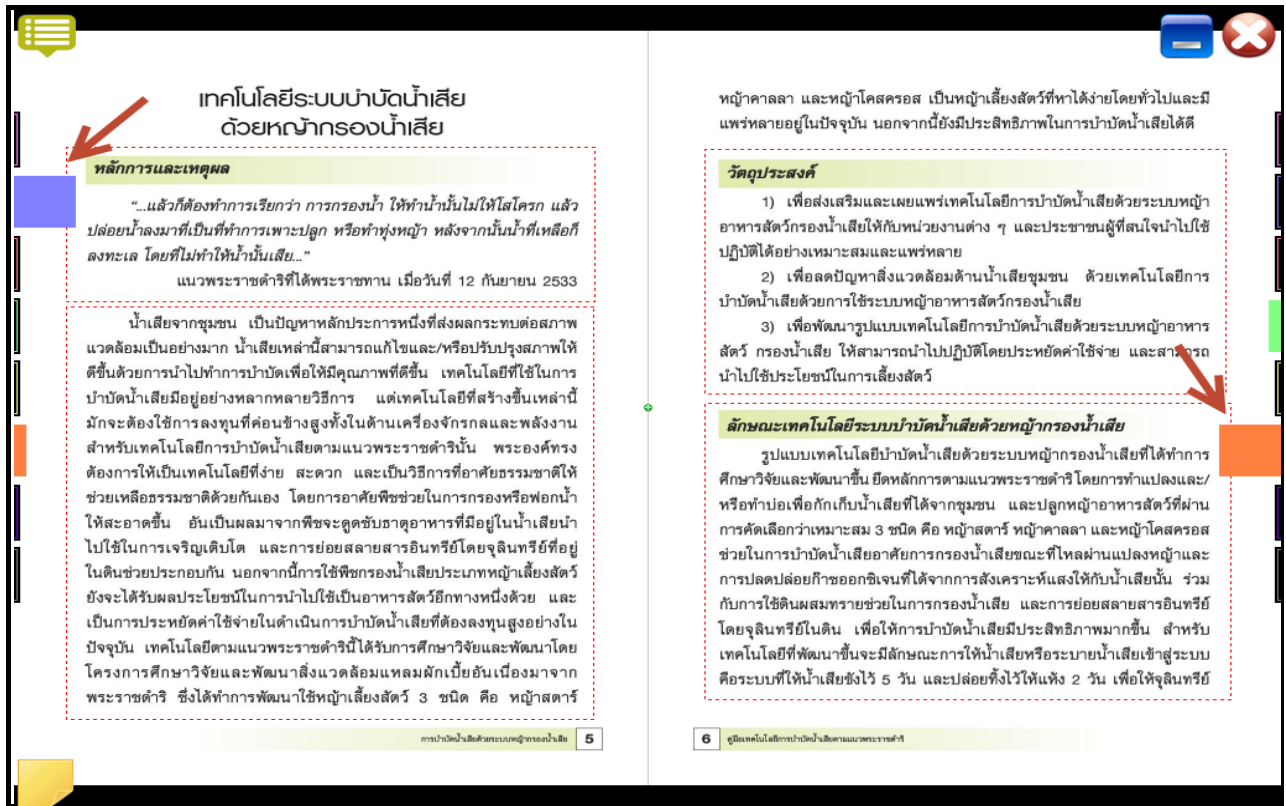 เทคโนโลยีระบบบำบัดน้ำเสีย
ด้วยหญ้ากรองน้ำเสีย
หลักการและเหตุผล
“...แล้วก็ต้องทำการเรียกว่า การกรองน้ำ ให้ทำน้ำนั้นไม่ให้โสโครก แล้ว
ปล่อยน้ำลงมาที่เป็นที่ทำการเพาะปลูก หรือทำทุ่งหญ้า หลังจากนั้นน้ำที่เหลือก็
ลงทะเล โดยที่ไม่ทำให้น้ำนั้นเสีย...”
แนวพระราชดำริที่ได้พระราชทาน เมื่อวันที่ 12 กันยายน 2533
น้ำเสียจากชุมชน เป็นปัญหาหลักประการหนึ่งที่ส่งผลกระทบต่อสภาพ
แวดล้อมเป็นอย่างมาก น้ำเสียเหล่านี้สามารถแก้ไขและ/หรือปรับปรุงสภาพให้
ดีขึ้นด้วยการนำไปทำการบำบัดเพื่อให้มีคุณภาพที่ดีขึ้น เทคโนโลยีที่ใช้ในการ
บำบัดน้ำเสียมีอยู่อย่างหลากหลายวิธีการ แต่เทคโนโลยีที่สร้างขึ้นเหล่านี้
มักจะต้องใช้การลงทุนที่ค่อนข้างสูงทั้งในด้านเครื่องจักรกลและพลังงาน
สำหรับเทคโนโลยีการบำบัดน้ำเสียตามแนวพระราชดำรินั้น พระองค์ทรง
ต้องการให้เป็นเทคโนโลยีที่ง่าย สะดวก และเป็นวิธีการที่อาศัยธรรมชาติให้
ช่วยเหลือธรรมชาติด้วยกันเอง โดยการอาศัยพืชช่วยในการกรองหรือฟอกน้ำ
ให้สะอาดขึ้น อันเป็นผลมาจากพืชจะดูดซับธาตุอาหารที่มีอยู่ในน้ำเสียนำ
ไปใช้ในการเจริญเติบโต และการย่อยสลายสารอินทรีย์โดยจุลินทรีย์ที่อยู่
ในดินช่วยประกอบกัน นอกจากนี้การใช้พืชกรองน้ำเสียประเภทหญ้าเลี้ยงสัตว์
ยังจะได้รับผลประโยชน์ในการนำไปใช้เป็นอาหารสัตว์อีกทางหนึ่งด้วย และ
เป็นการประหยัดค่าใช้จ่ายในดำเนินการบำบัดน้ำเสียที่ต้องลงทุนสูงอย่างใน
ปัจจุบัน เทคโนโลยีตามแนวพระราชดำรินี้ได้รับการศึกษาวิจัยและพัฒนาโดย
โครงการศึกษาวิจัยและพัฒนาสิ่งแวดล้อมแหลมผักเบี้ยอันเนื่องมาจาก
พระราชดำริ ซึ่งได้ทำการพัฒนาใช้หญ้าเลี้ยงสัตว์ 3 ชนิด คือ หญ้าสตาร์
การบำบัดน้ำเสียด้วยระบบหญ้ากรองน้ำเสีย 5
หญ้าคาลลา และหญ้าโคสครอส เป็นหญ้าเลี้ยงสัตว์ที่หาได้ง่ายโดยทั่วไปและมี
แพร่หลายอยู่ในปัจจุบัน นอกจากนี้ยังมีประสิทธิภาพในการบำบัดน้ำเสียได้ดี
วัตถุประสงค์
1) เพื่อส่งเสริมและเผยแพร่เทคโนโลยีการบำบัดน้ำเสียด้วยระบบหญ้า
อาหารสัตว์กรองน้ำเสียให้กับหน่วยงานต่าง ๆ และประชาชนผู้ที่สนใจนำไปใช้
ปฏิบัติได้อย่างเหมาะสมและแพร่หลาย
2) เพื่อลดปัญหาสิ่งแวดล้อมด้านน้ำเสียชุมชน ด้วยเทคโนโลยีการ
บำบัดน้ำเสียด้วยการใช้ระบบหญ้าอาหารสัตว์กรองน้ำเสีย
3) เพื่อพัฒนารูปแบบเทคโนโลยีการบำบัดน้ำเสียด้วยระบบหญ้าอาหาร
สัตว์ กรองน้ำเสีย ให้สามารถนำไปปฏิบัติโดยประหยัดค่าใช้จ่าย และสามารถ
นำไปใช้ประโยชน์ในการเลี้ยงสัตว์
ลักษณะเทคโนโลยีระบบบำบัดน้ำเสียด้วยหญ้ากรองน้ำเสีย
รูปแบบเทคโนโลยีบำบัดน้ำเสียด้วยระบบหญ้ากรองน้ำเสียที่ได้ทำการ
ศึกษาวิจัยและพัฒนาขึ้น ยึดหลักการตามแนวพระราชดำริ โดยการทำแปลงและ/
หรือทำบ่อเพื่อกักเก็บน้ำเสียที่ได้จากชุมชน และปลูกหญ้าอาหารสัตว์ที่ผ่าน
การคัดเลือกว่าเหมาะสม 3 ชนิด คือ หญ้าสตาร์ หญ้าคาลลา และหญ้าโคสครอส
ช่วยในการบำบัดน้ำเสียอาศัยการกรองน้ำเสียขณะที่ไหลผ่านแปลงหญ้าและ
การปลดปล่อยก๊าซออกซิเจนที่ได้จากการสังเคราะห์แสงให้กับน้ำเสียนั้น ร่วม
กับการใช้ดินผสมทรายช่วยในการกรองน้ำเสีย และการย่อยสลายสารอินทรีย์
โดยจุลินทรีย์ในดิน เพื่อให้การบำบัดน้ำเสียมีประสิทธิภาพมากขึ้น สำหรับ
เทคโนโลยีที่พัฒนาขึ้นจะมีลักษณะการให้น้ำเสียหรือระบายน้ำเสียเข้าสู่ระบบ
คือระบบที่ให้น้ำเสียขังไว้ 5 วัน และปล่อยทิ้งไว้ให้แห้ง 2 วัน เพื่อให้จุลินทรีย์
6 คู่มือเทคโนโลยีการบำบัดน้ำเสียตามแนวพระราชดำริ